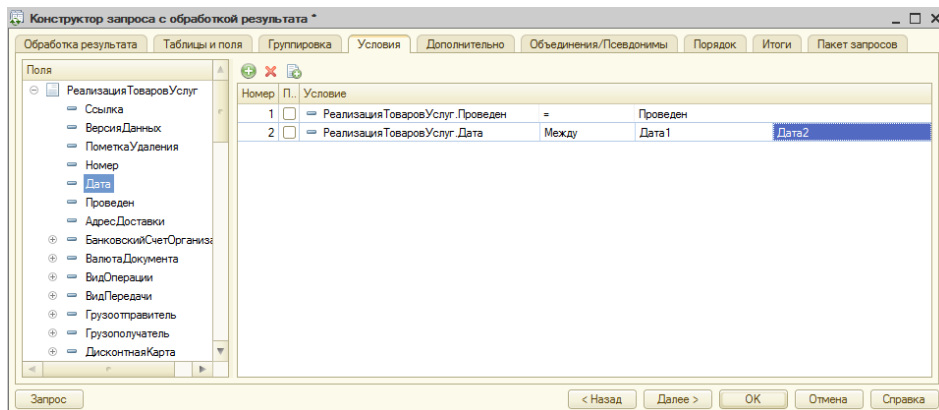 Конструктор запроса с обработкой результата *
Обработка результата Таблицы и поля Группировка Условия Дополнительно Объединения/Псевдонимы Порядок Итоги Пакет запросов
Поля
РеализацияТоваровУслуг
Ссылка
ВерсияДанных
ПометкаУдаления
Номер
Дата
Проведен
АдресДоставки
БанковскийСчетОрганиза
ВалютаДокумента
ВидОперации
ВидПередачи
Грузоотправитель
Грузополучатель
ДисконтнаяКарта
Номер П.. Условие
1 РеализацияТоваровУслуг.Проведен = Проведен
2 РеализацияТоваровУслуг.Дата Между Дата1 Дата2
Запрос < Назад Далее > OK Отмена Справка